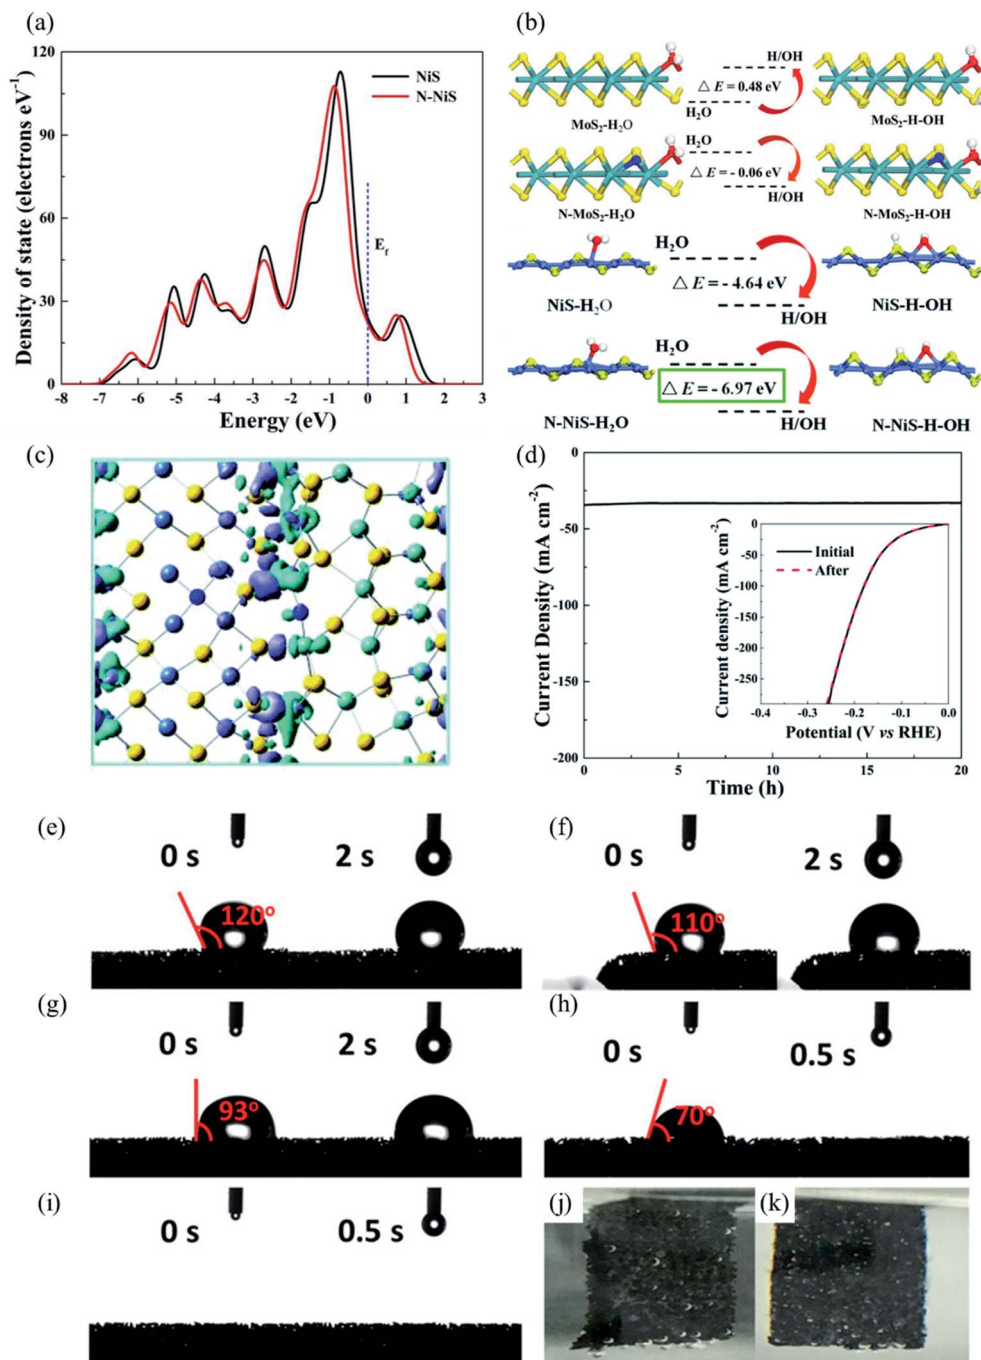 (a)
120
90
60
30
0
-8 -7 -6 -5 -4 -3 -2 -1 0 1 2 3
Density of state (electrons eV⁻¹)
Energy (eV)
NiS
N-NiS
E_f
(b)
H/OH
△ E = 0.48 eV
H₂O
MoS₂-H₂O
MoS₂-H-OH
H₂O
△ E = - 0.06 eV
H/OH
N-MoS₂-H₂O
N-MoS₂-H-OH
H₂O
△ E = - 4.64 eV
H/OH
NiS-H₂O
NiS-H-OH
H₂O
△ E = - 6.97 eV
H/OH
N-NiS-H₂O
N-NiS-H-OH
(c)
(d)
0
-50
-100
-150
-200
0 5 10 15 20
Current Density (mA cm⁻²)
Time (h)
0
-50
-100
-150
-200
-250
-0.4 -0.3 -0.2 -0.1 0.0
Current density (mA cm⁻²)
Potential (V vs RHE)
Initial
After
(e)
0 s
2 s
120°
(f)
0 s
2 s
110°
(g)
0 s
2 s
93°
(h)
0 s
0.5 s
70°
(i)
0 s
0.5 s
(j)
(k)